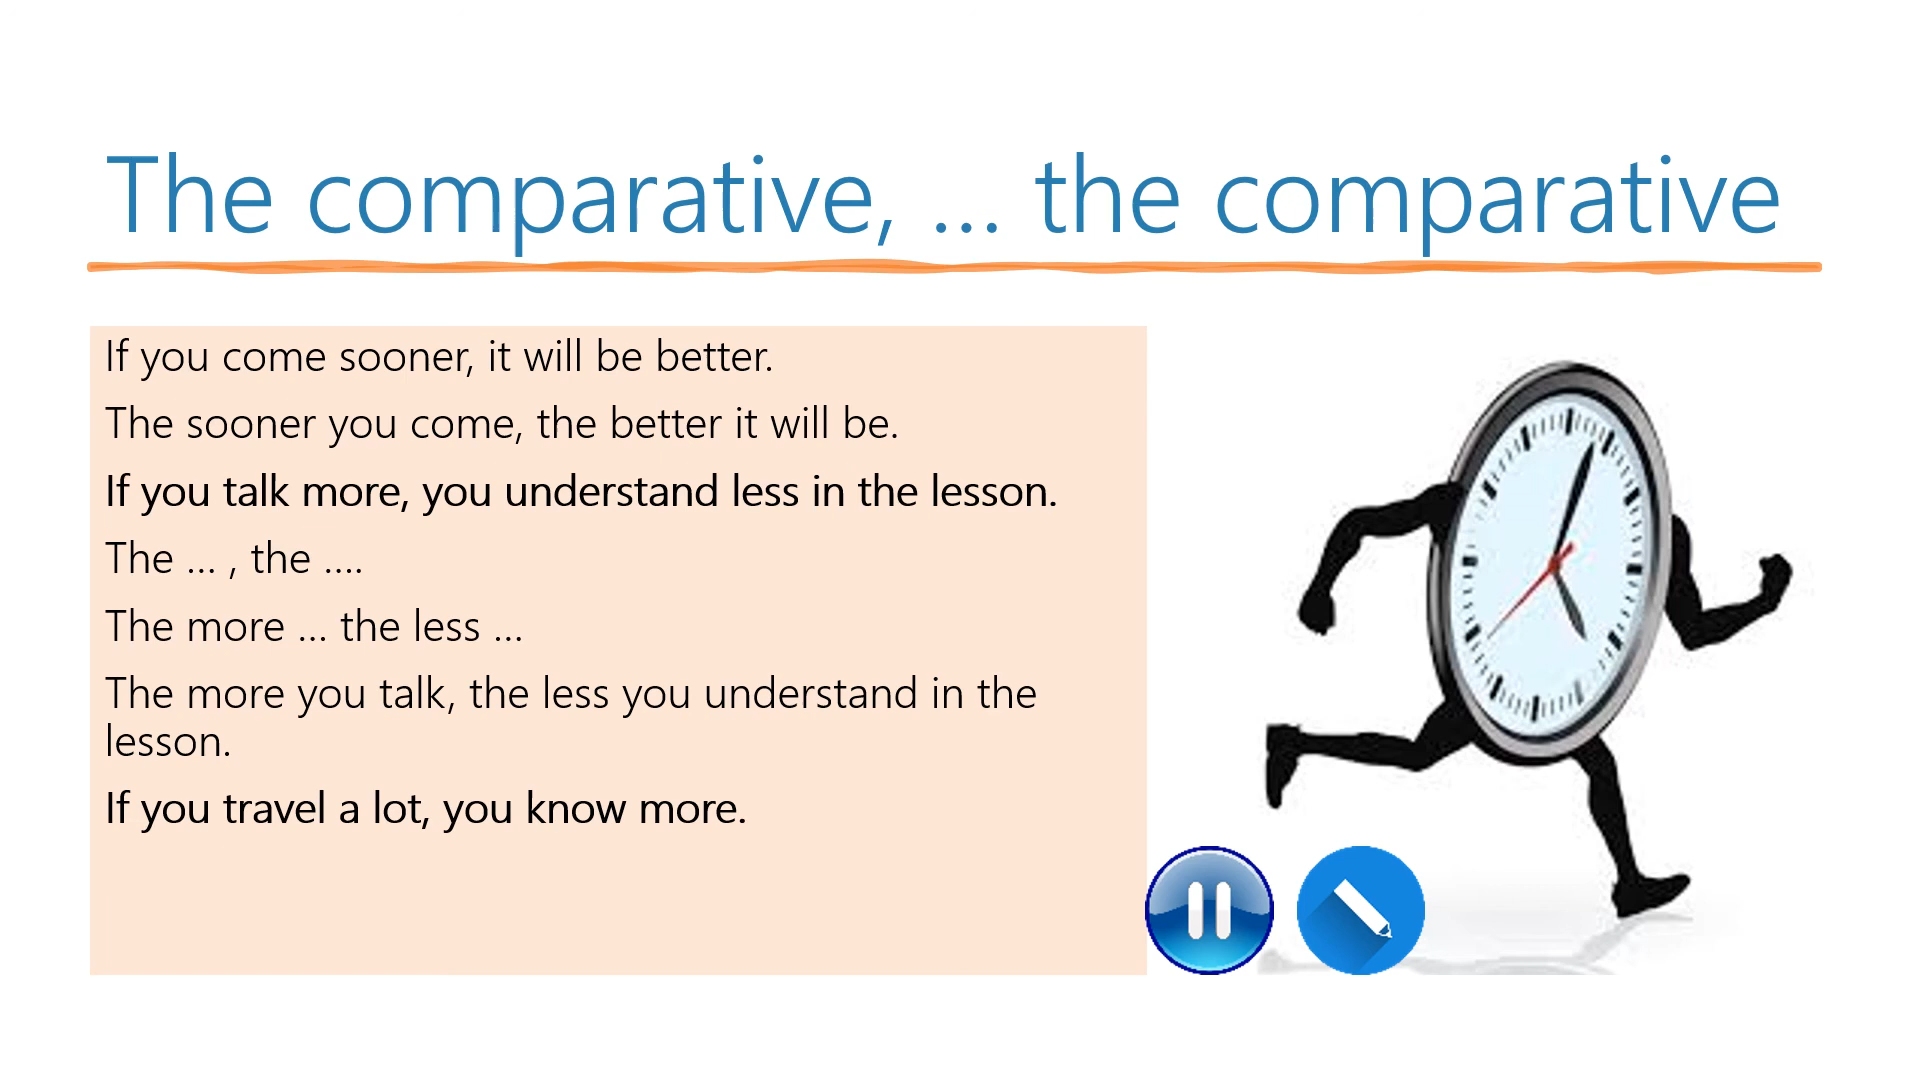 The comparative, ... the comparative
If you come sooner, it will be better.
The sooner you come, the better it will be.
If you talk more, you understand less in the lesson.
The ... , the ....
The more ... the less ...
The more you talk, the less you understand in the
lesson.
If you travel a lot, you know more.